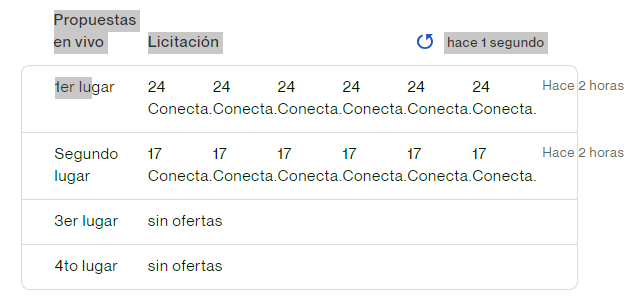 Propuestas
en vivo Licitación hace 1 segundo
1er lugar 24 24 24 24 24 24 Hace 2 horas
Conecta.Conecta.Conecta.Conecta.Conecta.Conecta.
Segundo 17 17 17 17 17 17 Hace 2 horas
lugar Conecta.Conecta.Conecta.Conecta.Conecta.Conecta.
3er lugar sin ofertas
4to lugar sin ofertas